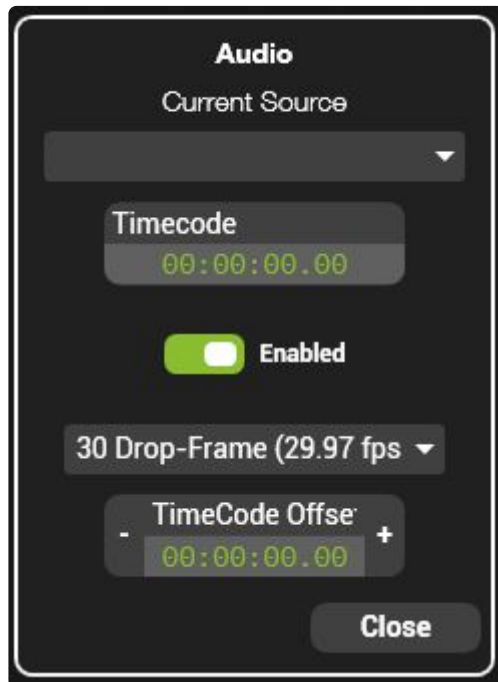 Audio
Current Source
Timecode
00:00:00.00
Enabled
30 Drop-Frame (29.97 fps
TimeCode Offse
- +
00:00:00.00
Close